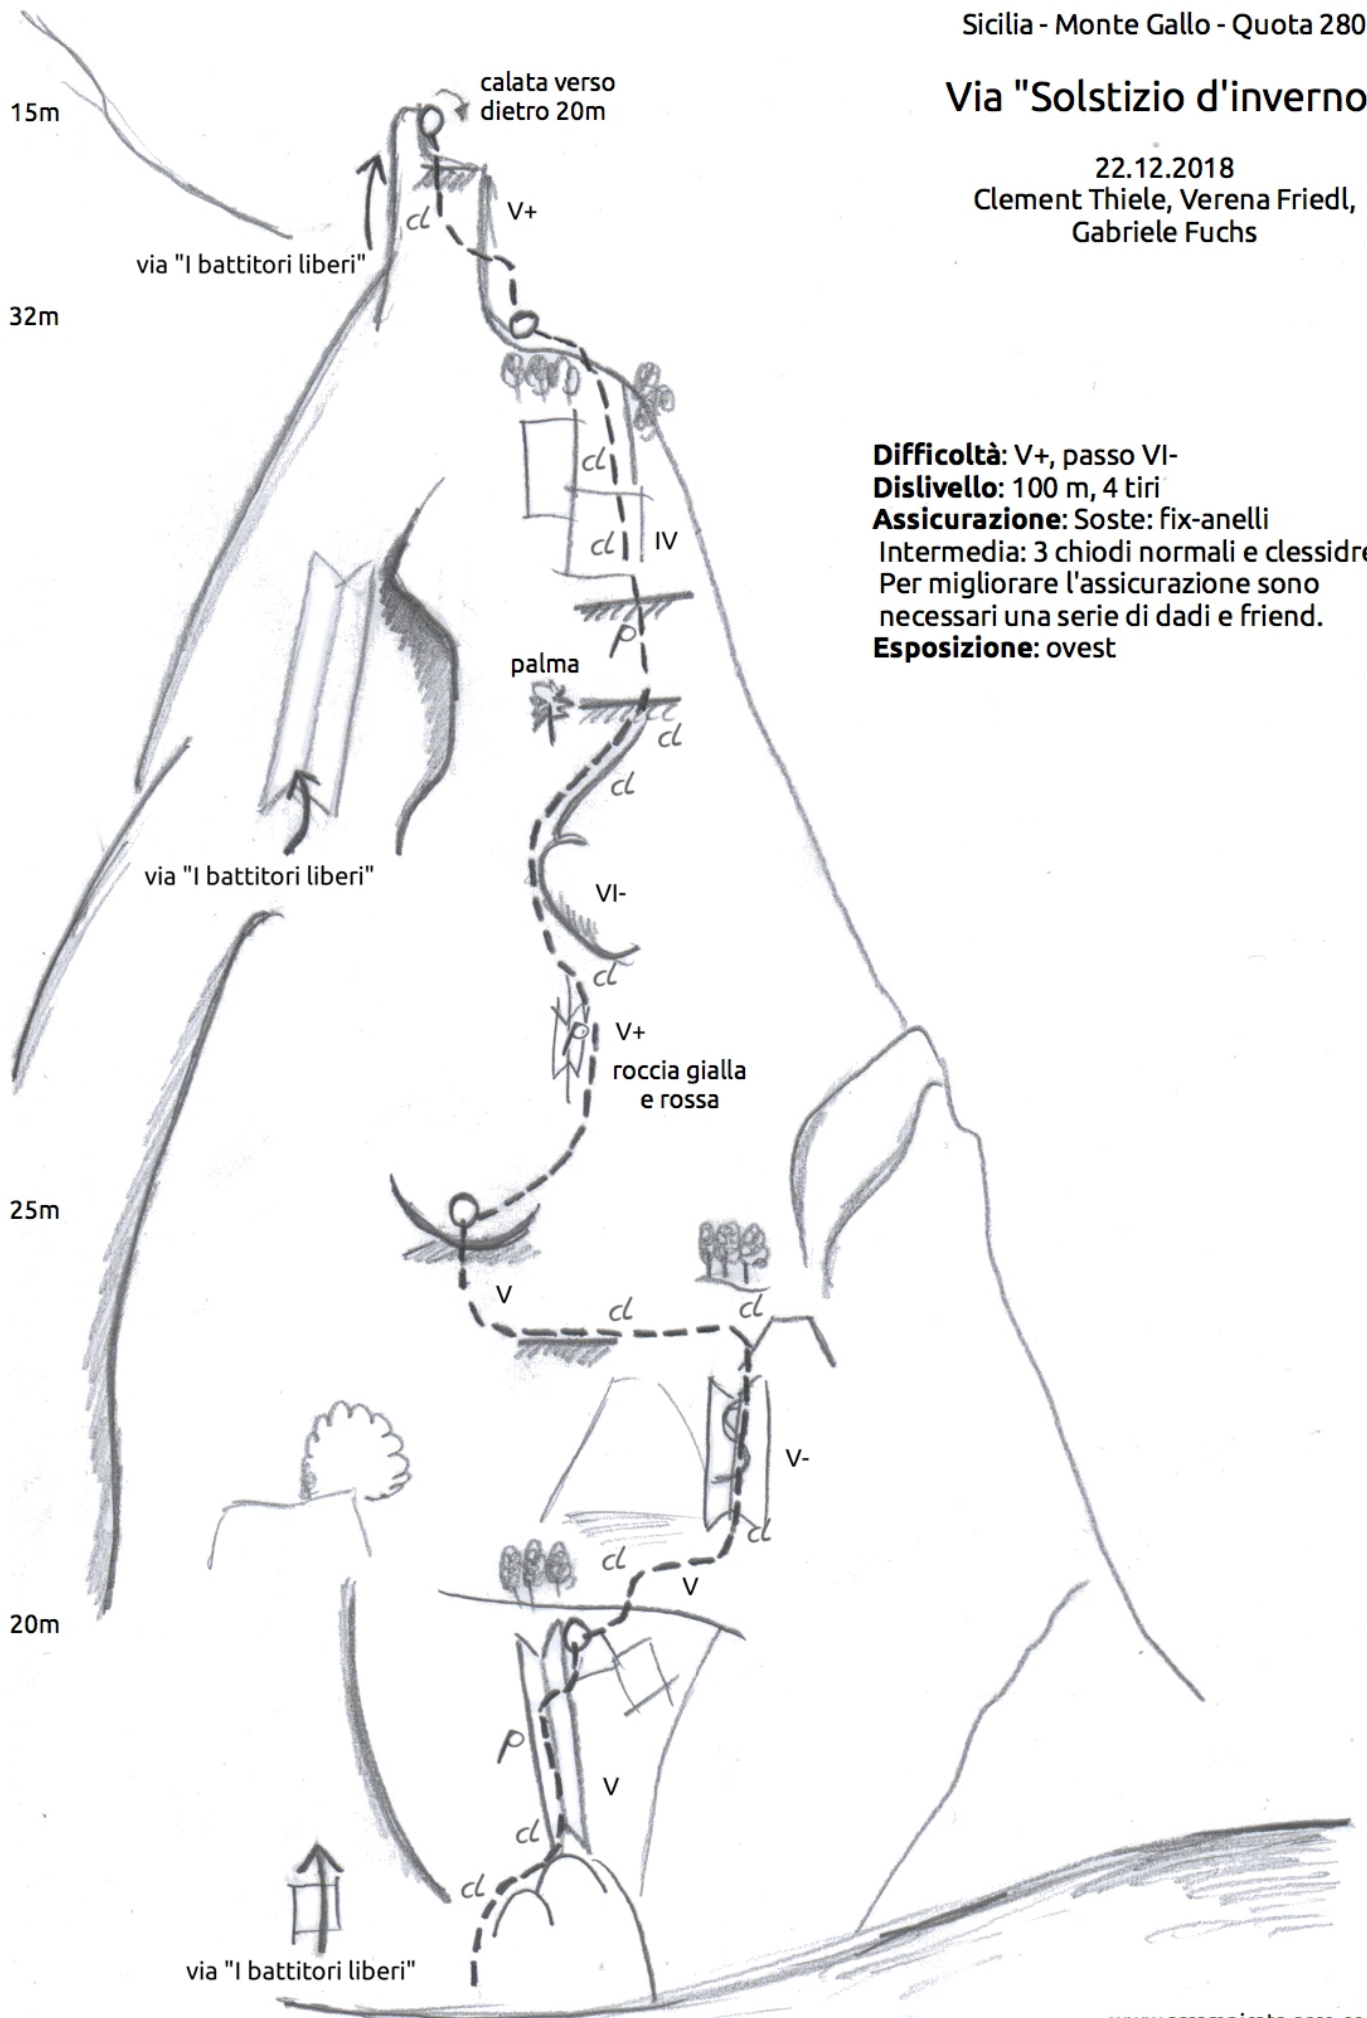 Sicilia - Monte Gallo - Quota 280
Via "Solstizio d'inverno
22.12.2018
Clement Thiele, Verena Friedl,
Gabriele Fuchs
calata verso
dietro 20m
15m
cl
V+
via "I battitori liberi"
32m
Difficoltà: V+, passo VI-
Dislivello: 100 m, 4 tiri
Assicurazione: Soste: fix-anelli
Intermedia: 3 chiodi normali e clessidre
Per migliorare l'assicurazione sono
necessari una serie di dadi e friend.
Esposizione: ovest
cl
cl
IV
palma
cl
cl
via "I battitori liberi"
VI-
cl
V+
roccia gialla
e rossa
25m
V
cl
cl
V-
cl
cl
V
20m
V
cl
cl
via "I battitori liberi"